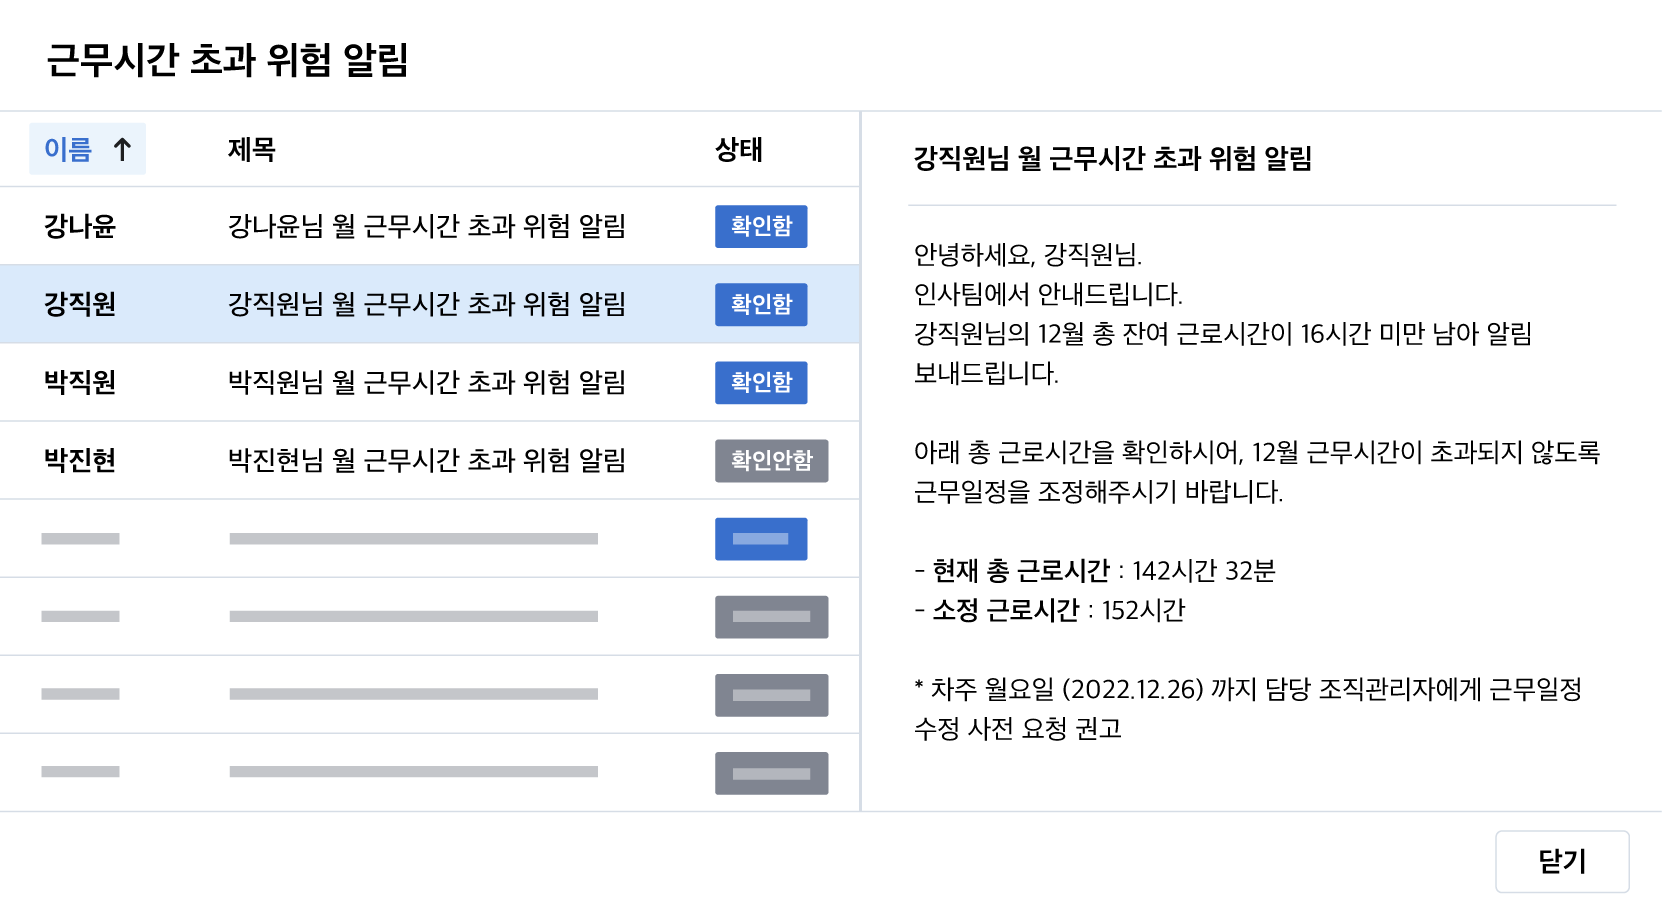 근무시간 초과 위험 알림
이름 ↑ 제목 상태
강나윤 강나윤님 월 근무시간 초과 위험 알림 확인함
강직원 강직원님 월 근무시간 초과 위험 알림 확인함
박직원 박직원님 월 근무시간 초과 위험 알림 확인함
박진현 박진현님 월 근무시간 초과 위험 알림 확인안함
강직원님 월 근무시간 초과 위험 알림
안녕하세요, 강직원님.
인사팀에서 안내드립니다.
강직원님의 12월 총 잔여 근로시간이 16시간 미만 남아 알림
보내드립니다.
아래 총 근로시간을 확인하시어, 12월 근무시간이 초과되지 않도록
근무일정을 조정해주시기 바랍니다.
- 현재 총 근로시간 : 142시간 32분
- 소정 근로시간 : 152시간
* 차주 월요일 (2022.12.26) 까지 담당 조직관리자에게 근무일정
수정 사전 요청 권고
닫기